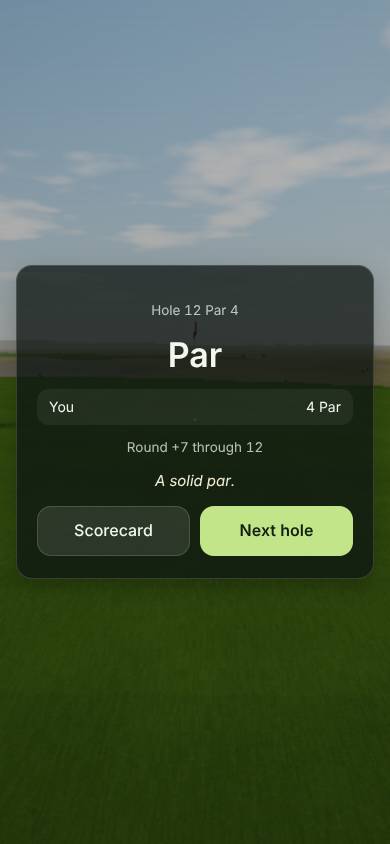 Hole 12 Par 4
Par
You 4 Par
Round +7 through 12
A solid par.
Scorecard Next hole